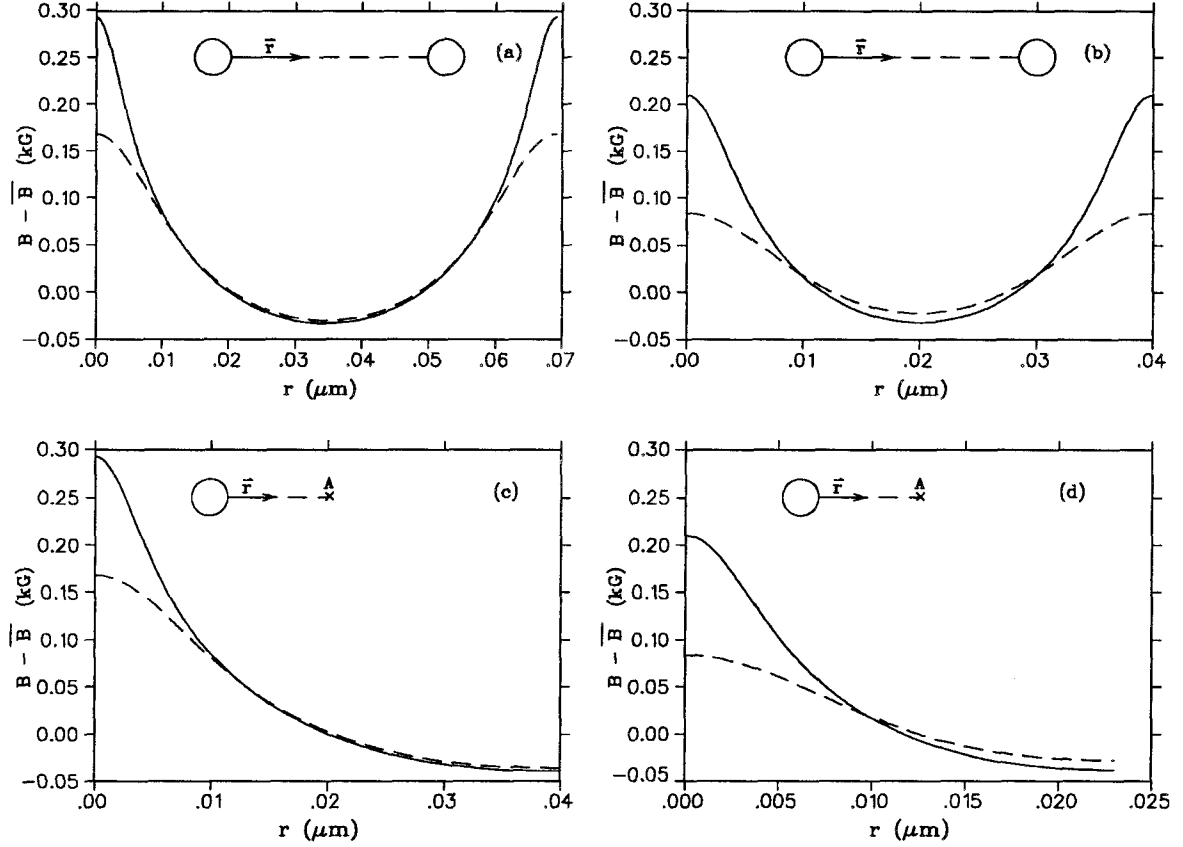 0.30
0.25
0.20
0.15
0.10
0.05
0.00
−0.05
B − B̅ (kG)
r⃗
(a)
.00 .01 .02 .03 .04 .05 .06 .07
r (μm)
0.30
0.25
0.20
0.15
0.10
0.05
0.00
−0.05
B − B̅ (kG)
r⃗
(b)
.00 .01 .02 .03 .04
r (μm)
0.30
0.25
0.20
0.15
0.10
0.05
0.00
−0.05
B − B̅ (kG)
r⃗ A
(c)
.00 .01 .02 .03 .04
r (μm)
0.30
0.25
0.20
0.15
0.10
0.05
0.00
−0.05
B − B̅ (kG)
r⃗ A
(d)
.000 .005 .010 .015 .020 .025
r (μm)